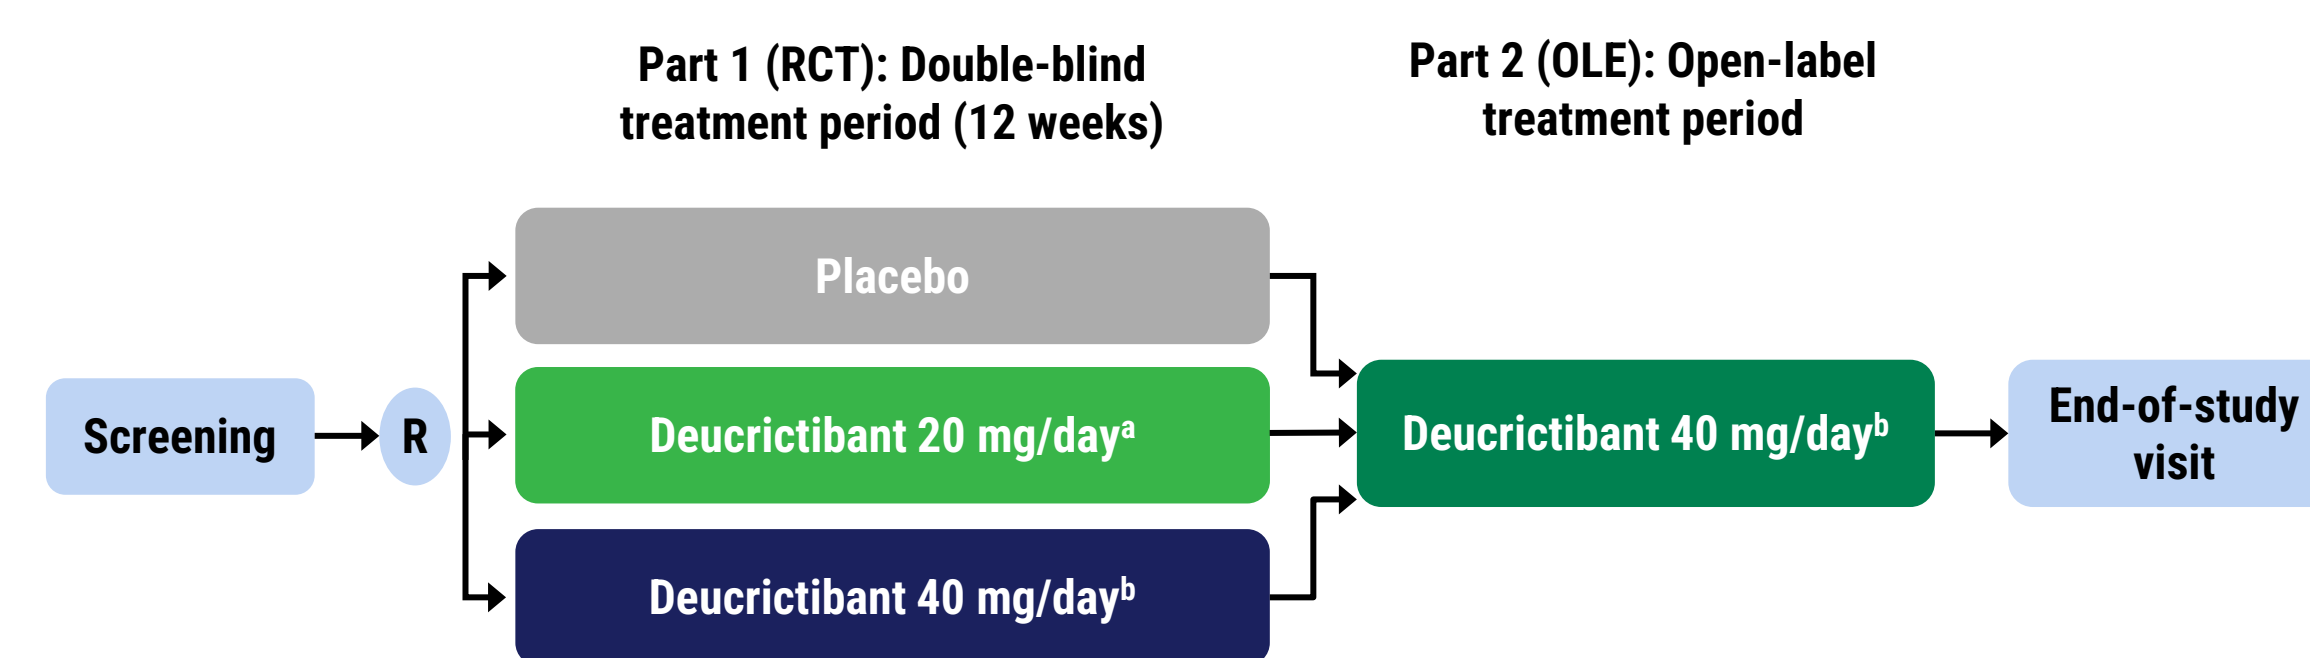 Part 1 (RCT): Double-blind
treatment period (12 weeks)
Part 2 (OLE): Open-label
treatment period
Screening
R
Placebo
Deucrictibant 20 mg/dayᵃ
Deucrictibant 40 mg/dayᵇ
Deucrictibant 40 mg/dayᵇ
End-of-study
visit